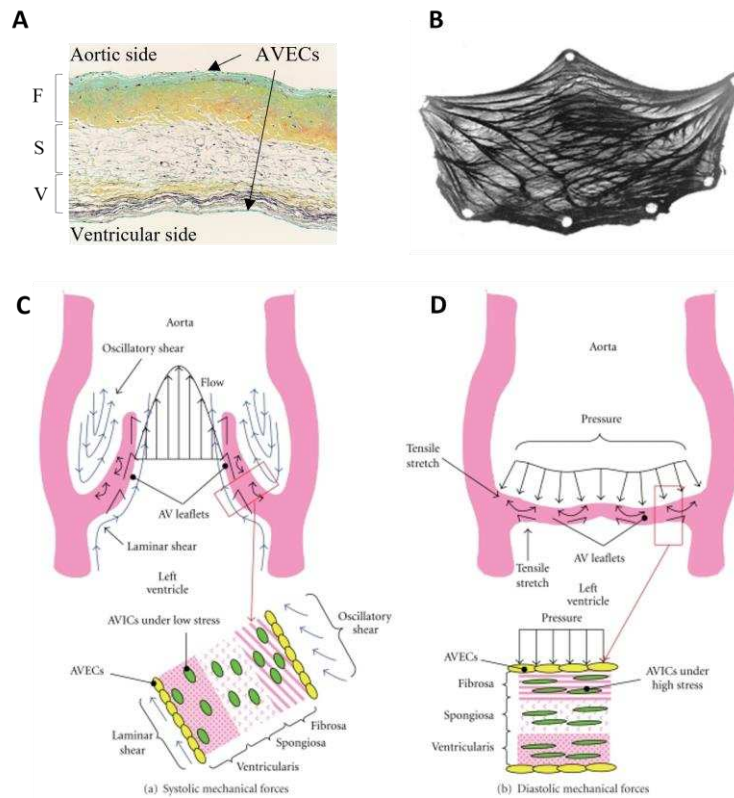 A
Aortic side
AVECs
F
S
V
Ventricular side
B
C
Aorta
Oscillatory shear
Flow
AV leaflets
Laminar shear
Left
ventricle
AVICs under low stress
Oscillatory
shear
AVECs
Laminar
shear
Fibrosa
Spongiosa
Ventricularis
(a) Systolic mechanical forces
D
Aorta
Pressure
Tensile
stretch
AV leaflets
Tensile
stretch
Left
ventricle
Pressure
AVECs
AVICs under
high stress
Fibrosa
Spongiosa
Ventricularis
(b) Diastolic mechanical forces